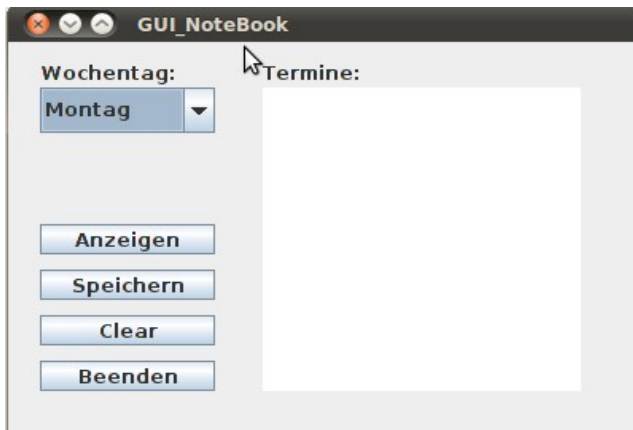 GUI_NoteBook
Wochentag:
Termine:
Montag
Anzeigen
Speichern
Clear
Beenden